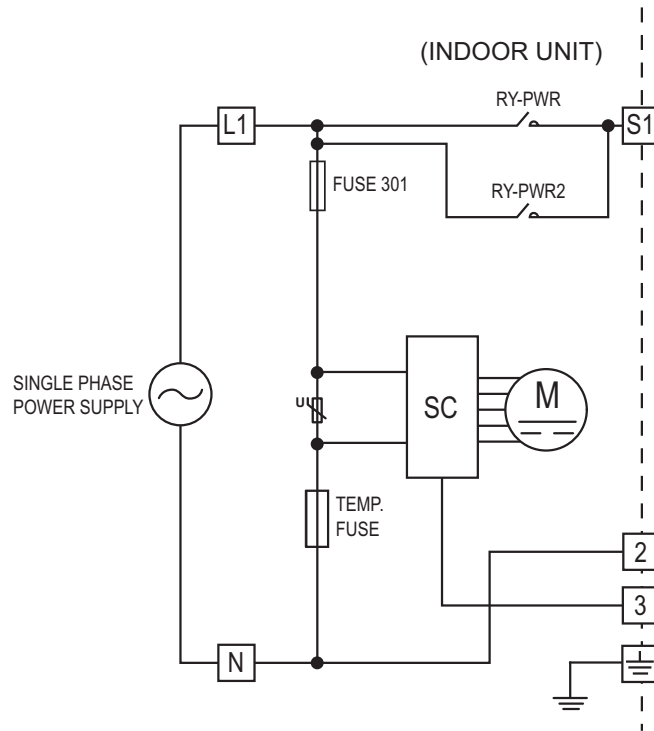 (INDOOR UNIT)
RY-PWR
L1
S1
FUSE 301
RY-PWR2
SINGLE PHASE
POWER SUPPLY
U
SC
M
TEMP.
FUSE
2
3
N